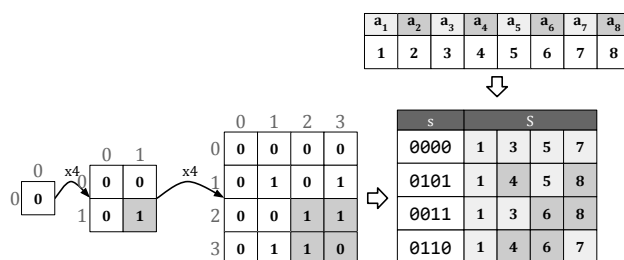 a1 a2 a3 a4 a5 a6 a7 a8
1 2 3 4 5 6 7 8
0 1 2 3
s S
0 0 0 0 0
0000 1 3 5 7
0 1
x4 x4
0
0 0 0
1 0 1 0 1
0101 1 4 5 8
0 0
1 0 1
2 0 0 1 1
0011 1 3 6 8
3 0 1 1 0
0110 1 4 6 7